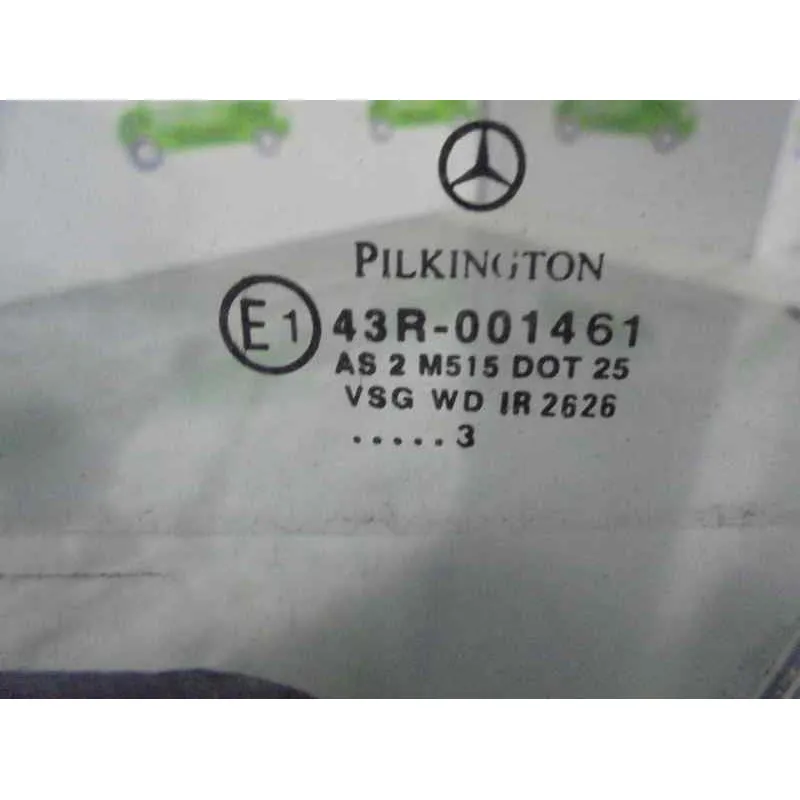 PILKINGTON
E1 43R-001461
AS 2 M515 DOT 25
VSG WD IR 2626
.....3